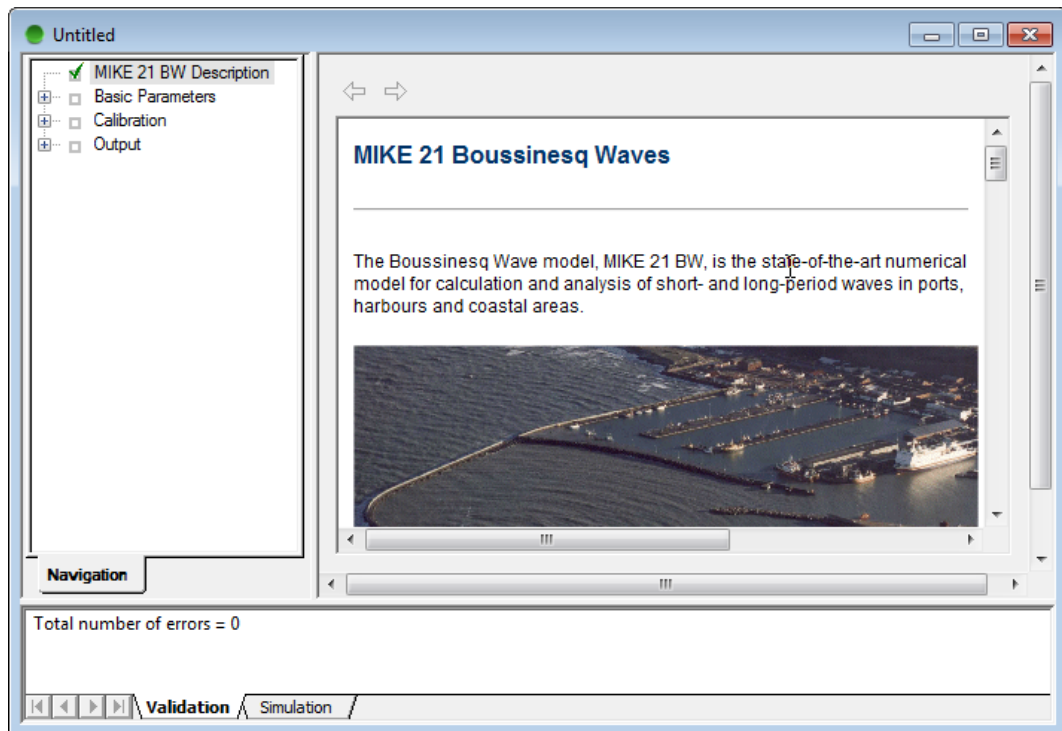 Untitled
MIKE 21 BW Description
Basic Parameters
Calibration
Output
Navigation
MIKE 21 Boussinesq Waves
The Boussinesq Wave model, MIKE 21 BW, is the state-of-the-art numerical
model for calculation and analysis of short- and long-period waves in ports,
harbours and coastal areas.
Total number of errors = 0
Validation
Simulation